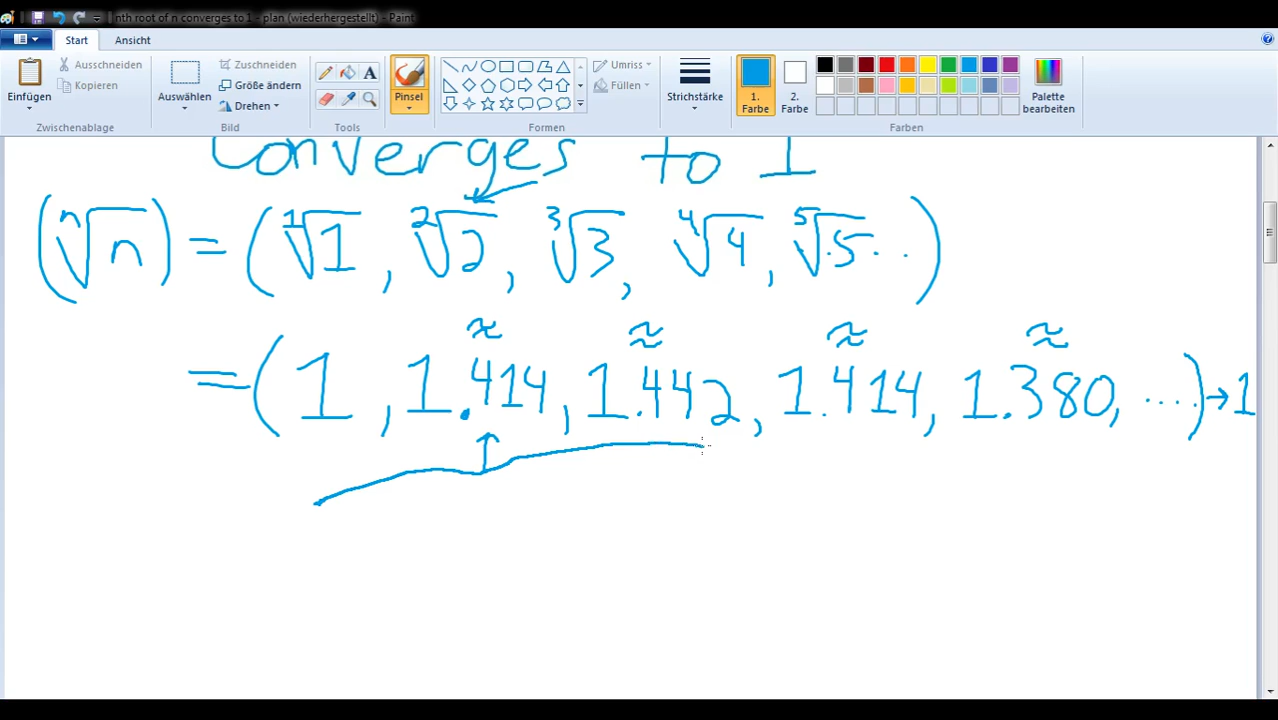 nth root of n converges to 1 - plan (wiederhergestellt) - Paint
Start Ansicht
Einfügen Ausschneiden Kopieren Zwischenablage
Auswählen Zuschneiden Größe ändern Drehen Bild
Tools
Pinsel
Umriss Füllen Formen
Strichstärke
1. Farbe 2. Farbe Palette bearbeiten Farben
Converges to 1
(ⁿ√n) = (¹√1, ²√2, ³√3, ⁴√4, ⁵√5...)
≈ ≈ ≈ ≈
= (1, 1.414, 1.442, 1.414, 1.380, ....) → 1